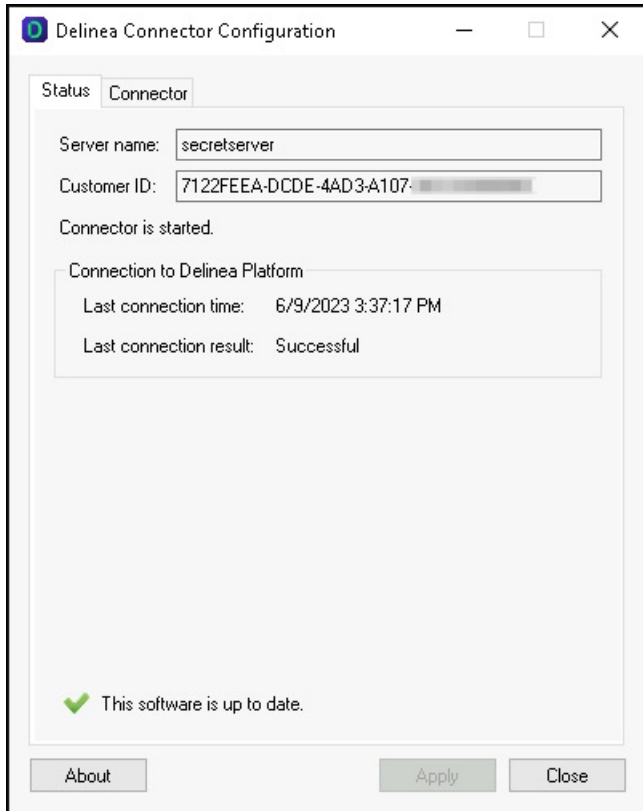 D Delinea Connector Configuration
Status Connector
Server name: secretserver
Customer ID: 7122FEEA-DCDE-4AD3-A107-
Connector is started.
Connection to Delinea Platform
Last connection time: 6/9/2023 3:37:17 PM
Last connection result: Successful
This software is up to date.
About Apply Close